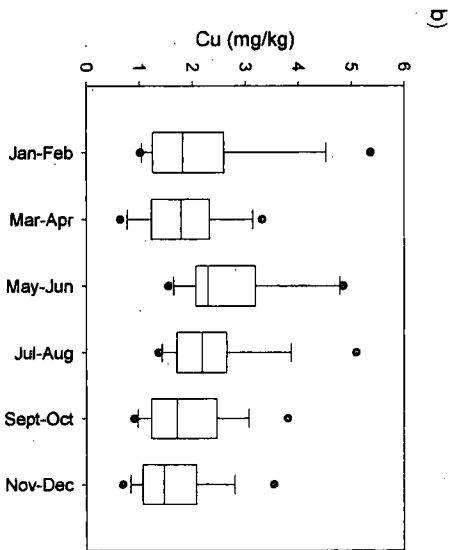 b)
Cu (mg/kg)
0 1 2 3 4 5 6
Jan-Feb
Mar-Apr
May-Jun
Jul-Aug
Sept-Oct
Nov-Dec